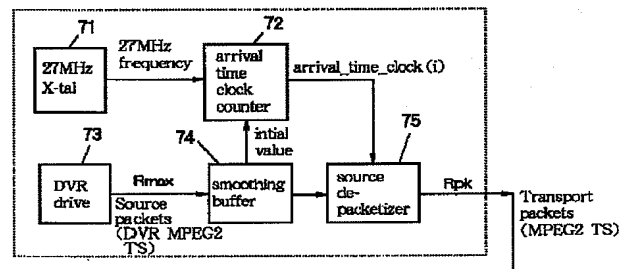 71
27MHz
X-tal
27MHz
frequency
72
arrival
time
clock
counter
arrival_time_clock (i)
intial
value
73
DVR
drive
Rmax
Source
packets
(DVR MPEG2
TS)
74
smoothing
buffer
75
source
de-
packetizer
Rpk
Transport
packets
(MPEG2 TS)